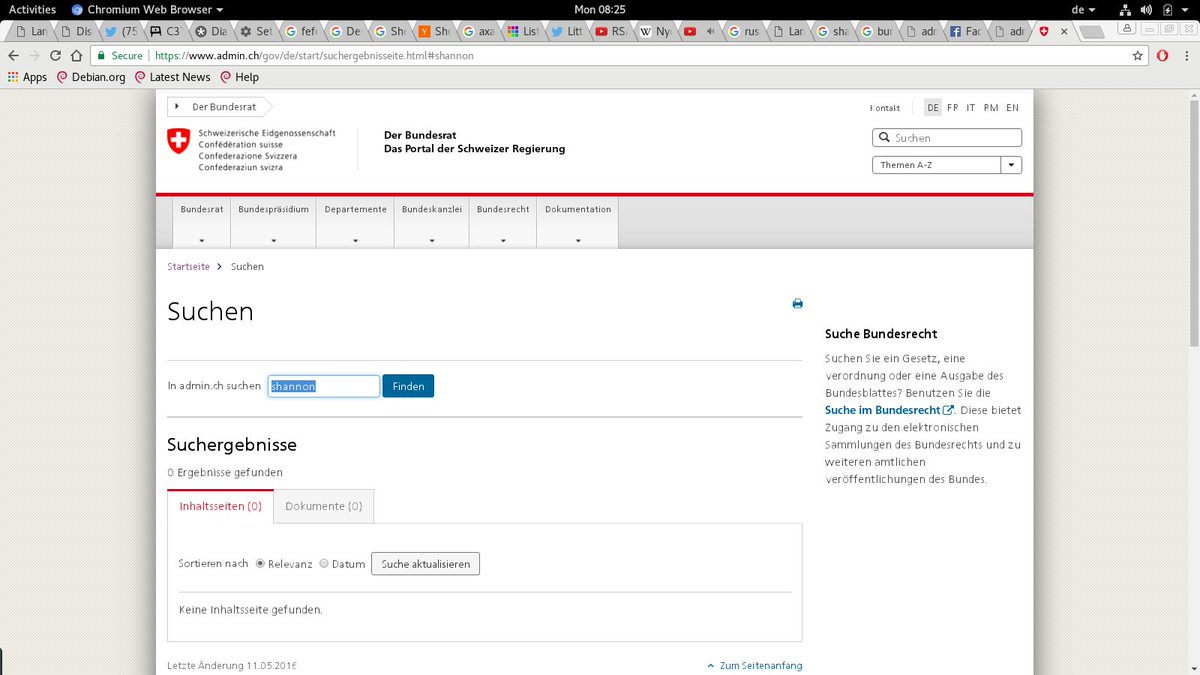 Activities Chromium Web Browser Mon 08:25 de
Lar Dis (75 C3 Dia Set fef De Sho Sh axa List Litt RS Ny rus Lar sha bur adr Fac adr
Secure https://www.admin.ch/gov/de/start/suchergebnisseite.html#shannon
Apps Debian.org Latest News Help
Der Bundesrat
Kontakt DE FR IT RM EN
Schweizerische Eidgenossenschaft
Confédération suisse
Confederazione Svizzera
Confederaziun svizra
Der Bundesrat
Das Portal der Schweizer Regierung
Suchen
Themen A-Z
Bundesrat Bundespräsidium Departemente Bundeskanzlei Bundesrecht Dokumentation
Startseite Suchen
Suchen
In admin.ch suchen shannon Finden
Suchergebnisse
0 Ergebnisse gefunden
Inhaltsseiten (0) Dokumente (0)
Sortieren nach Relevanz Datum Suche aktualisieren
Keine Inhaltsseite gefunden.
Letzte Änderung 11.05.2016
Zum Seitenanfang
Suche Bundesrecht
Suchen Sie ein Gesetz, eine
verordnung oder eine Ausgabe des
Bundesblattes? Benutzen Sie die
Suche im Bundesrecht. Diese bietet
Zugang zu den elektronischen
Sammlungen des Bundesrechts und zu
weiteren amtlichen
veröffentlichungen des Bundes.